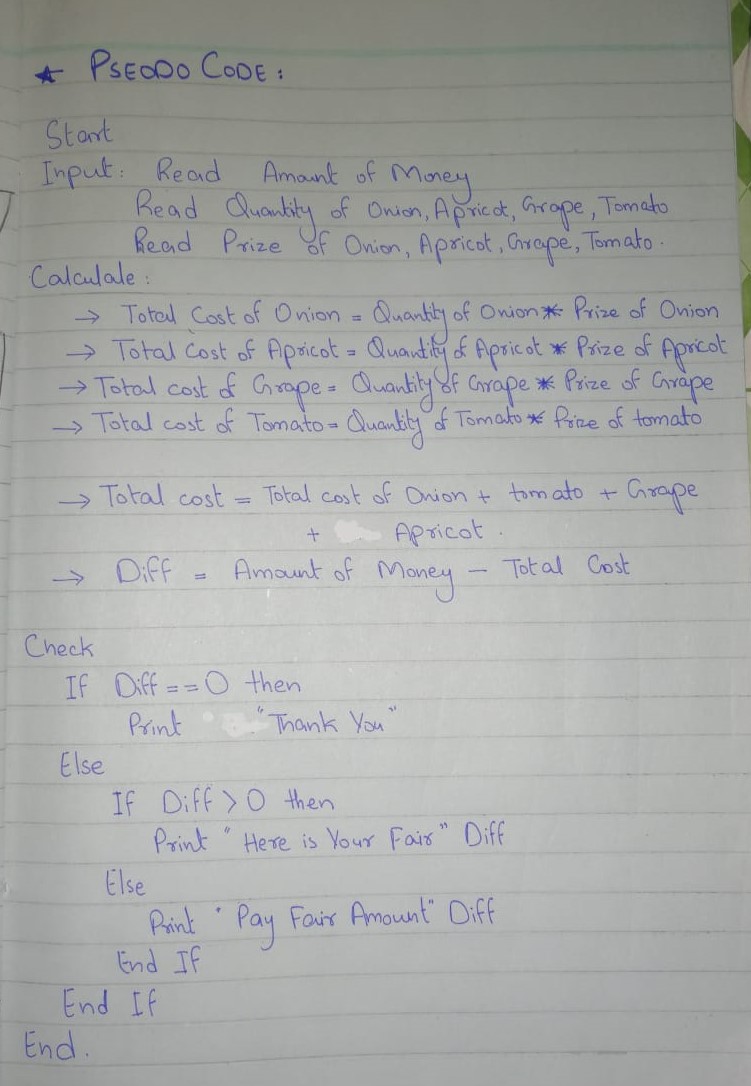 * PSEODO CODE :
Start
Input : Read Amount of Money
Read Quantity of Onion, Apricot, Grape, Tomato
Read Prize of Onion, Apricot, Grape, Tomato.
Calculate :
→ Total Cost of Onion = Quantity of Onion * Prize of Onion
→ Total Cost of Apricot = Quantity of Apricot * Prize of Apricot
→ Total cost of Grape = Quantity of Grape * Prize of Grape
→ Total cost of Tomato = Quantity of Tomato * Prize of tomato
→ Total cost = Total cost of Onion + tomato + Grape
+ Apricot.
→ Diff = Amount of Money - Total Cost
Check
If Diff == 0 then
Print "Thank You"
Else
If Diff > 0 then
Print "Here is Your Fair" Diff
Else
Print "Pay Fair Amount" Diff
End If
End If
End.